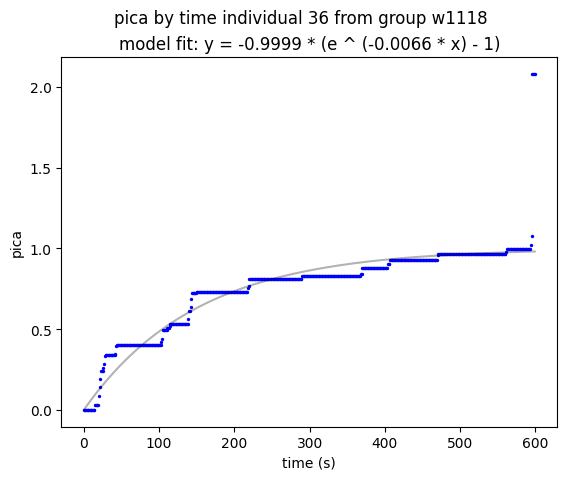 pica by time individual 36 from group w1118
model fit: y = -0.9999 * (e ^ (-0.0066 * x) - 1)
2.0
1.5
1.0
0.5
0.0
pica
0 100 200 300 400 500 600
time (s)